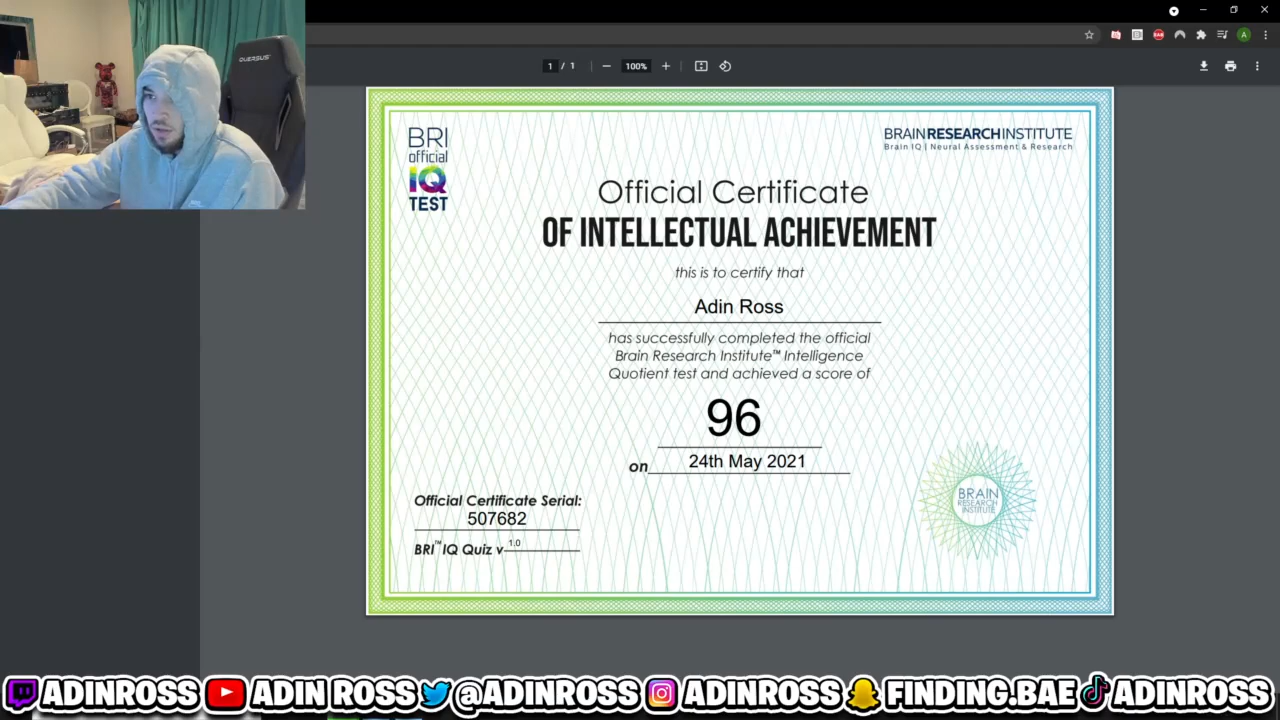 QUERSUS
1 / 1
100%
A
BRI
official
IQ
TEST
BRAINRESEARCHINSTITUTE
Brain IQ | Neural Assessment & Research
Official Certificate
OF INTELLECTUAL ACHIEVEMENT
this is to certify that
Adin Ross
has successfully completed the official
Brain Research Institute™ Intelligence
Quotient test and achieved a score of
96
on 24th May 2021
Official Certificate Serial:
507682
BRI™ IQ Quiz v 1.0
BRAIN
RESEARCH
INSTITUTE
ADINROSS ADIN ROSS @ADINROSS ADINROSS FINDING.BAE ADINROSS